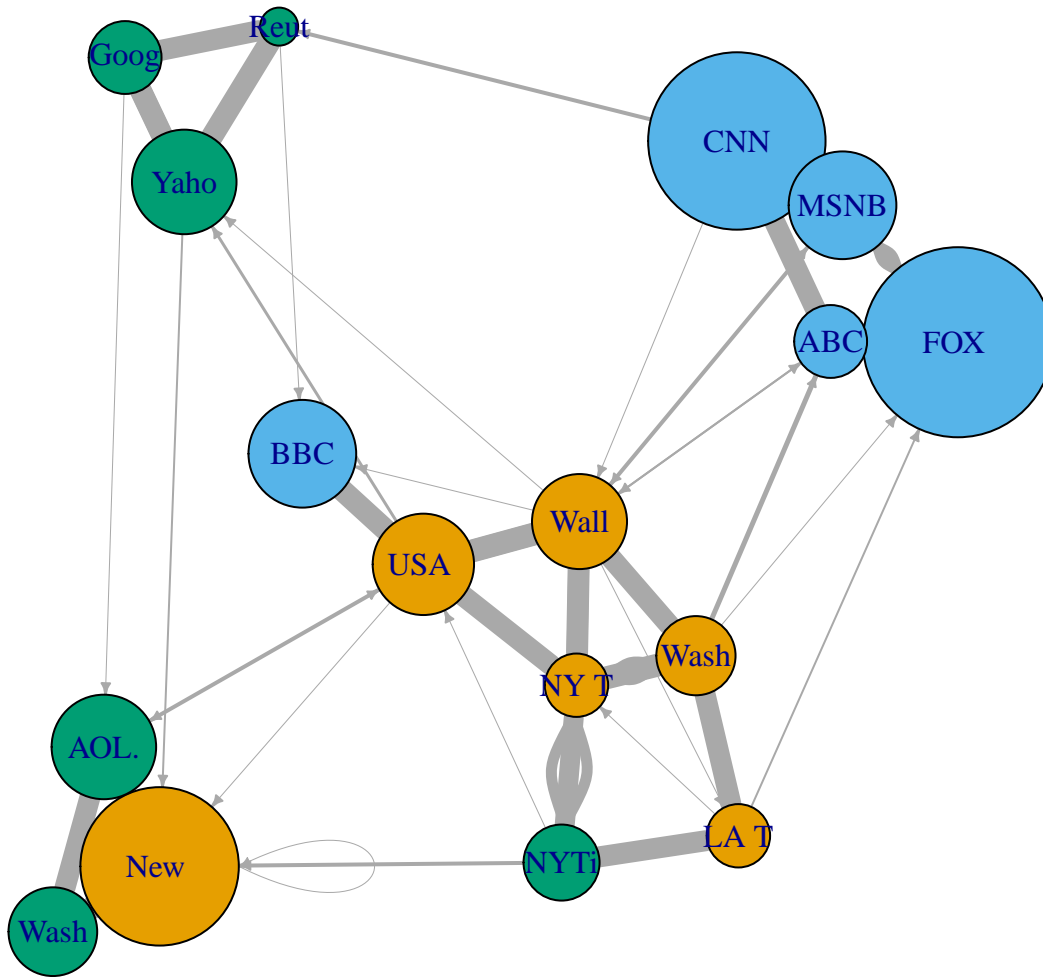 Reut
Goog
CNN
Yaho
MSNB
ABC
FOX
BBC
Wall
USA
Wash
NY T
AOL.
LA T
NYTi
New
Wash